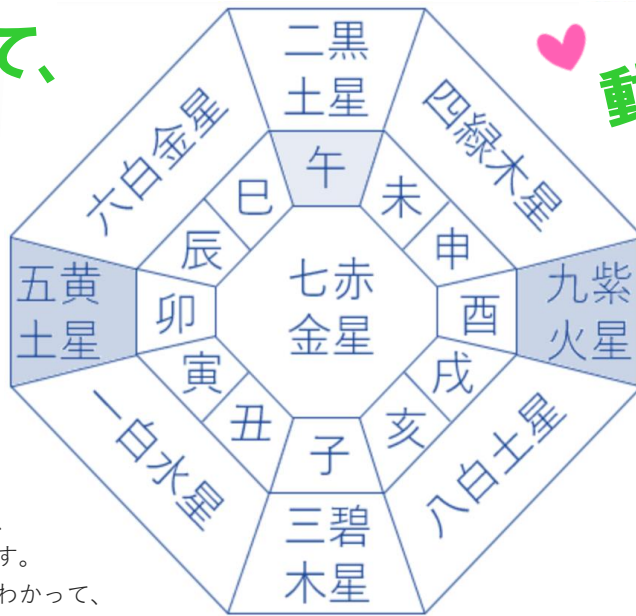 て、
動
二黒
土星
六白金星
四緑木星
午
巳
未
辰
申
五黄
土星
卯
七赤
金星
酉
九紫
火星
寅
戌
丑
亥
子
一白水星
八白土星
三碧
木星
す。
わかって、